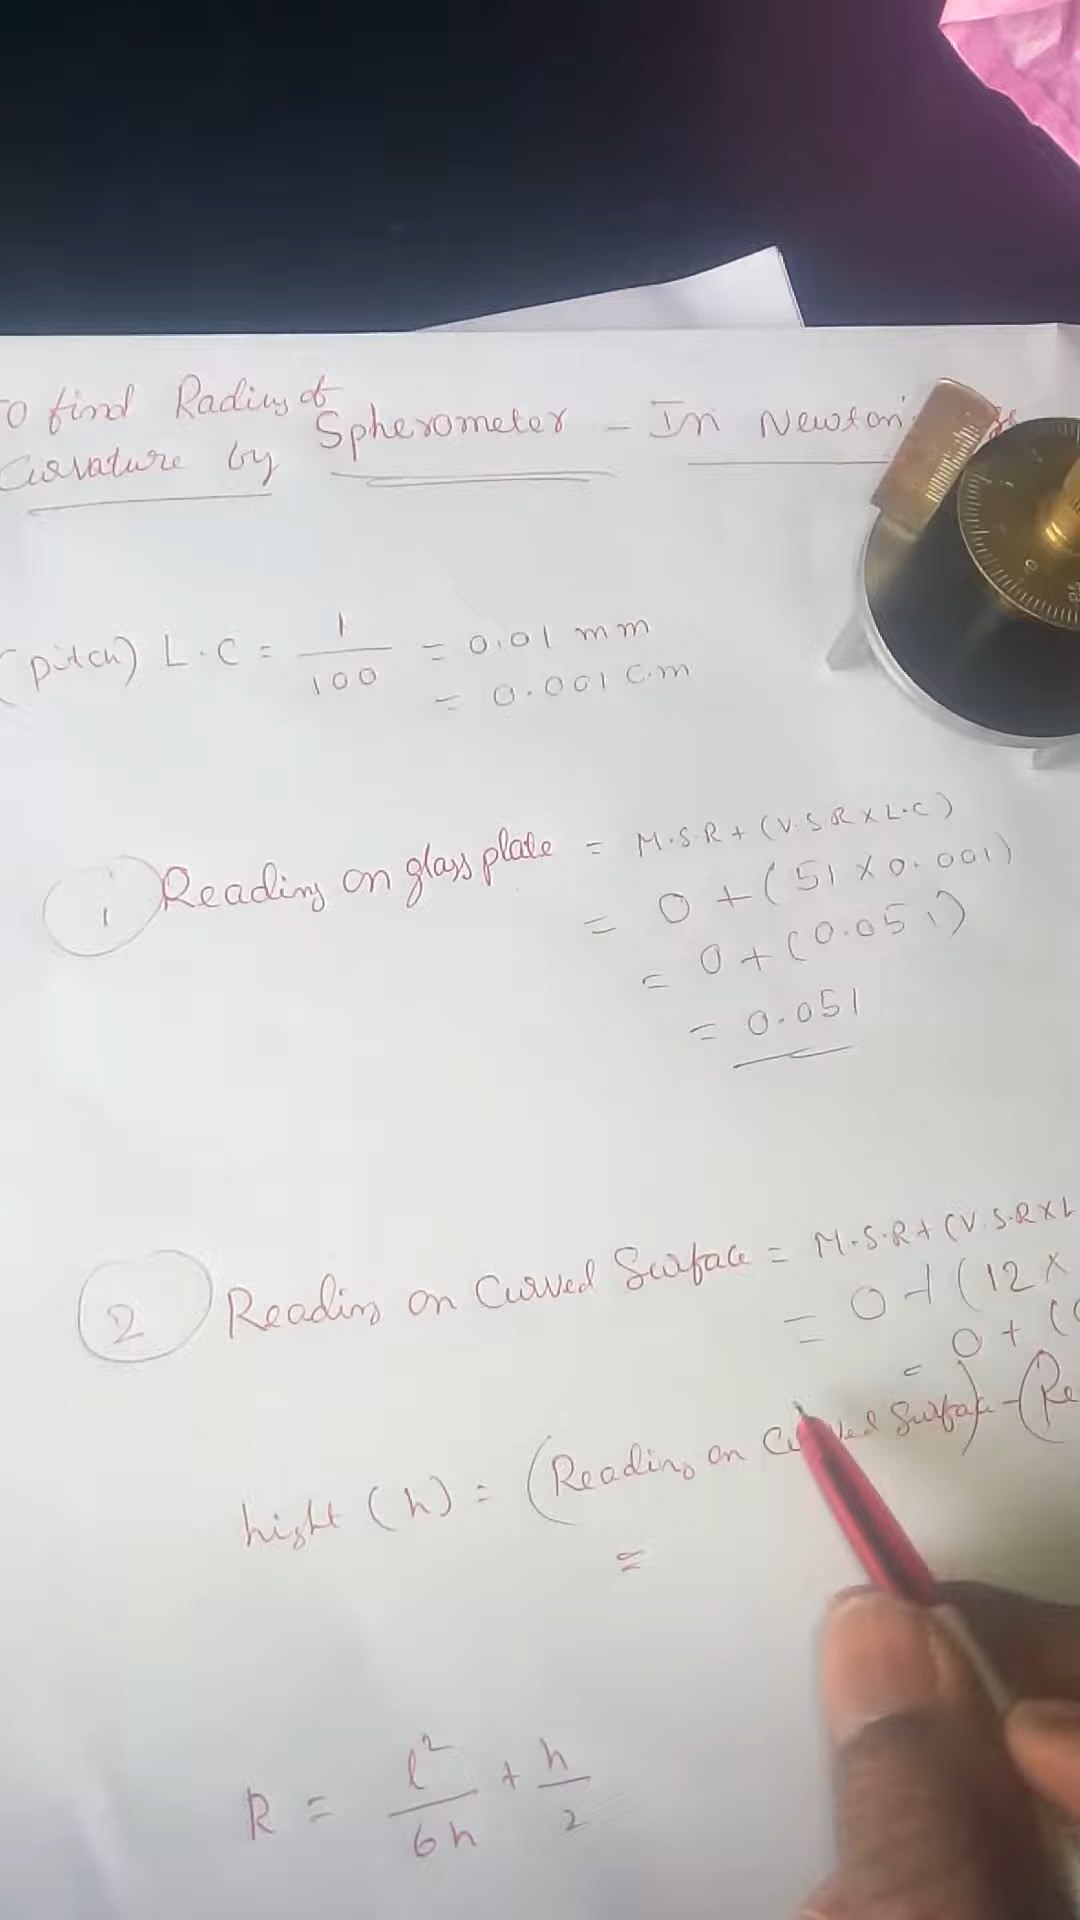 To find Radius of
Curvature by Spherometer - In Newton's
(pitch) L.C = 1/100 = 0.01 mm
= 0.001 c.m
1 Reading on glass plate = M.S.R + (V.S.R X L.C)
= 0 + (51 X 0.001)
= 0 + (0.051)
= 0.051
2 Reading on Curved Surface = M.S.R + (V.S.R X L
= 0 + (12 X
= 0 + (0
hight (h) = (Reading on Curved Surface) - (Re
=
R = l²/6h + h/2